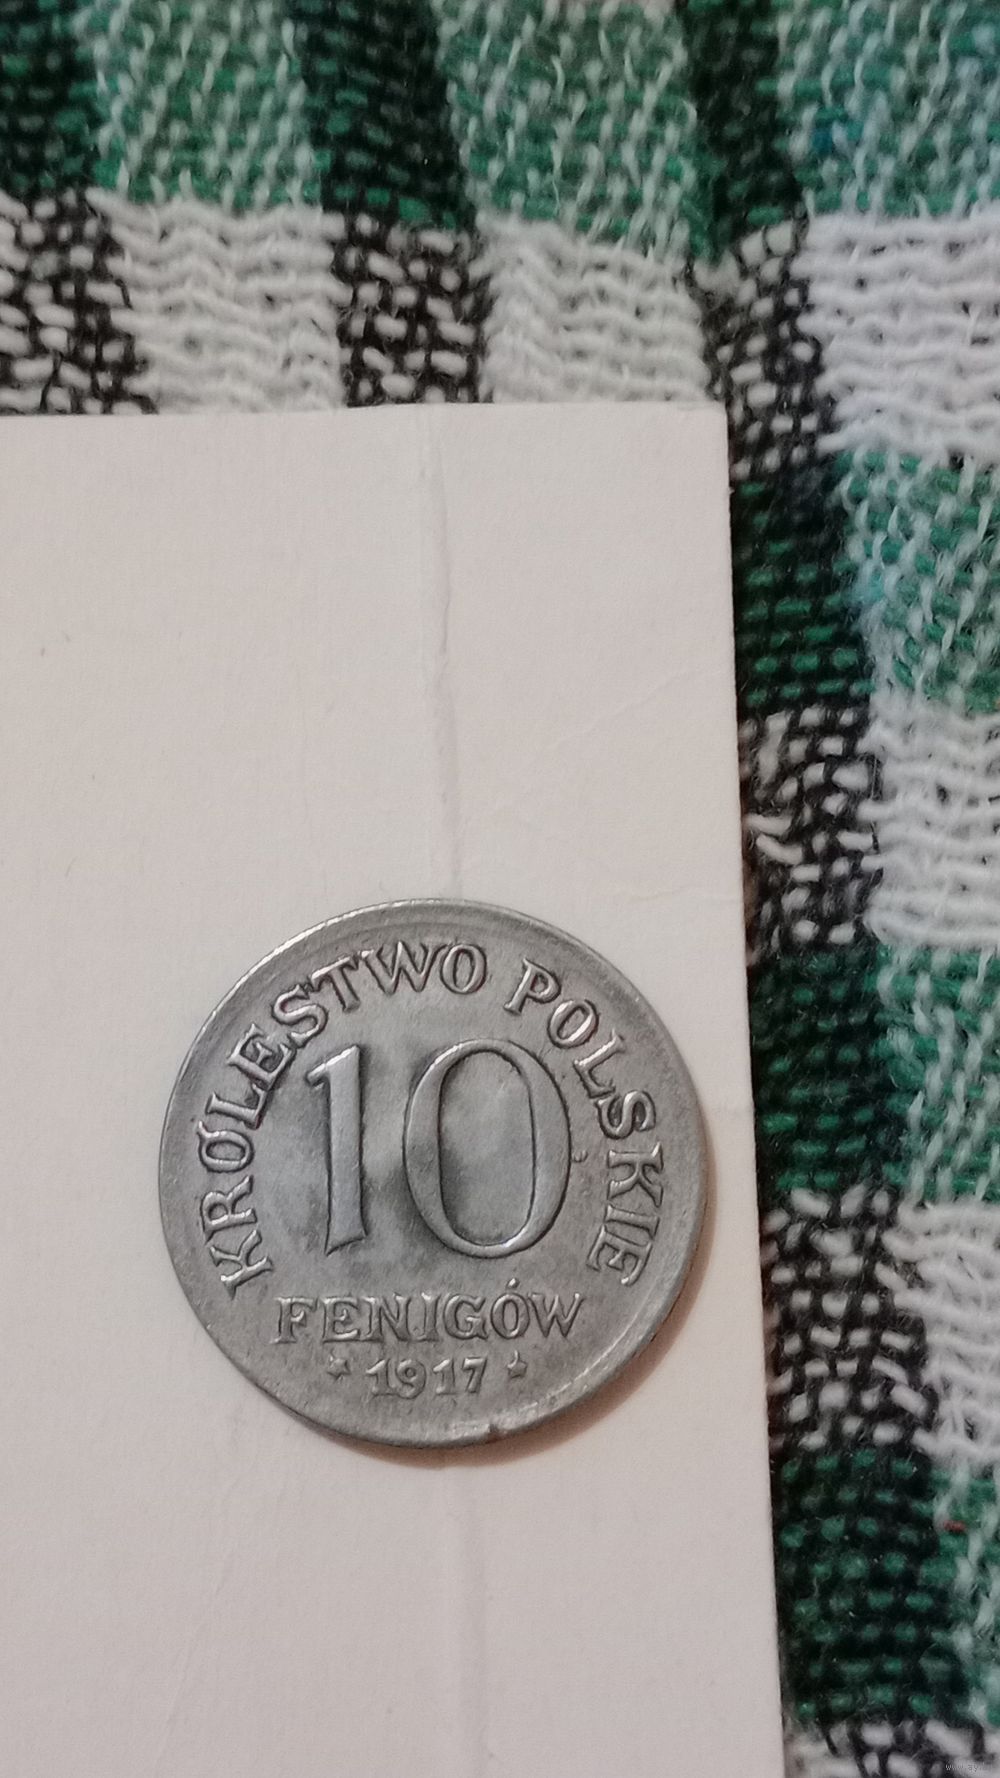 KRÓLESTWO POLSKIE
10
FENIGÓW
* 1917 *